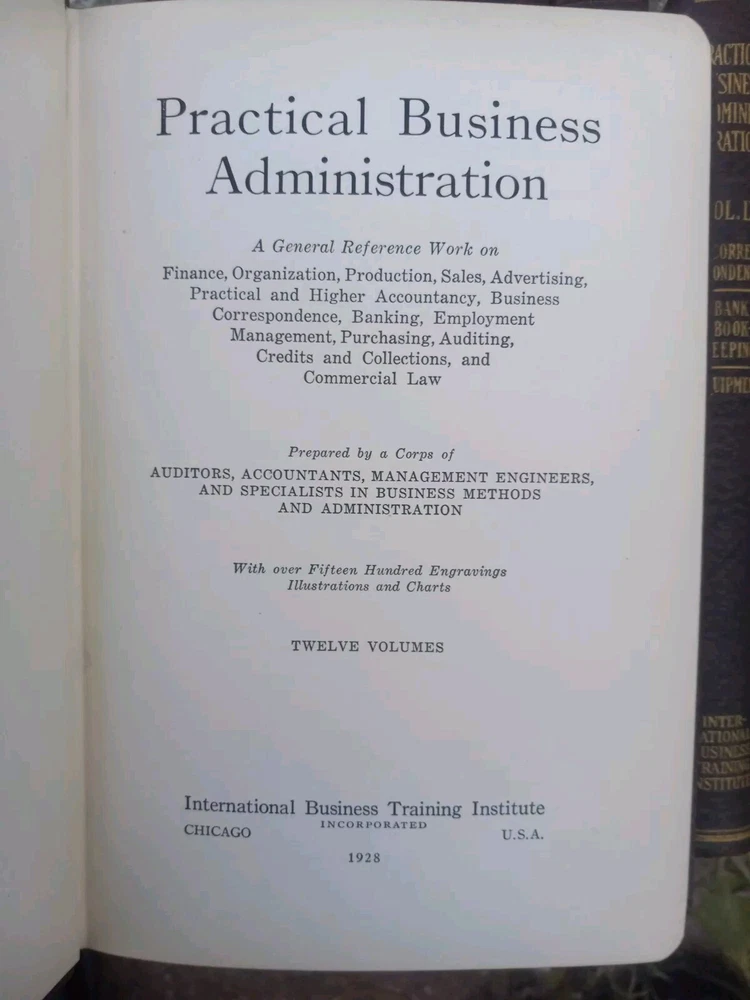 Practical Business
Administration
A General Reference Work on
Finance, Organization, Production, Sales, Advertising,
Practical and Higher Accountancy, Business
Correspondence, Banking, Employment
Management, Purchasing, Auditing,
Credits and Collections, and
Commercial Law
Prepared by a Corps of
AUDITORS, ACCOUNTANTS, MANAGEMENT ENGINEERS,
AND SPECIALISTS IN BUSINESS METHODS
AND ADMINISTRATION
With over Fifteen Hundred Engravings
Illustrations and Charts
TWELVE VOLUMES
International Business Training Institute
INCORPORATED
CHICAGO U.S.A.
1928
BANK
BOOK-
INTER-